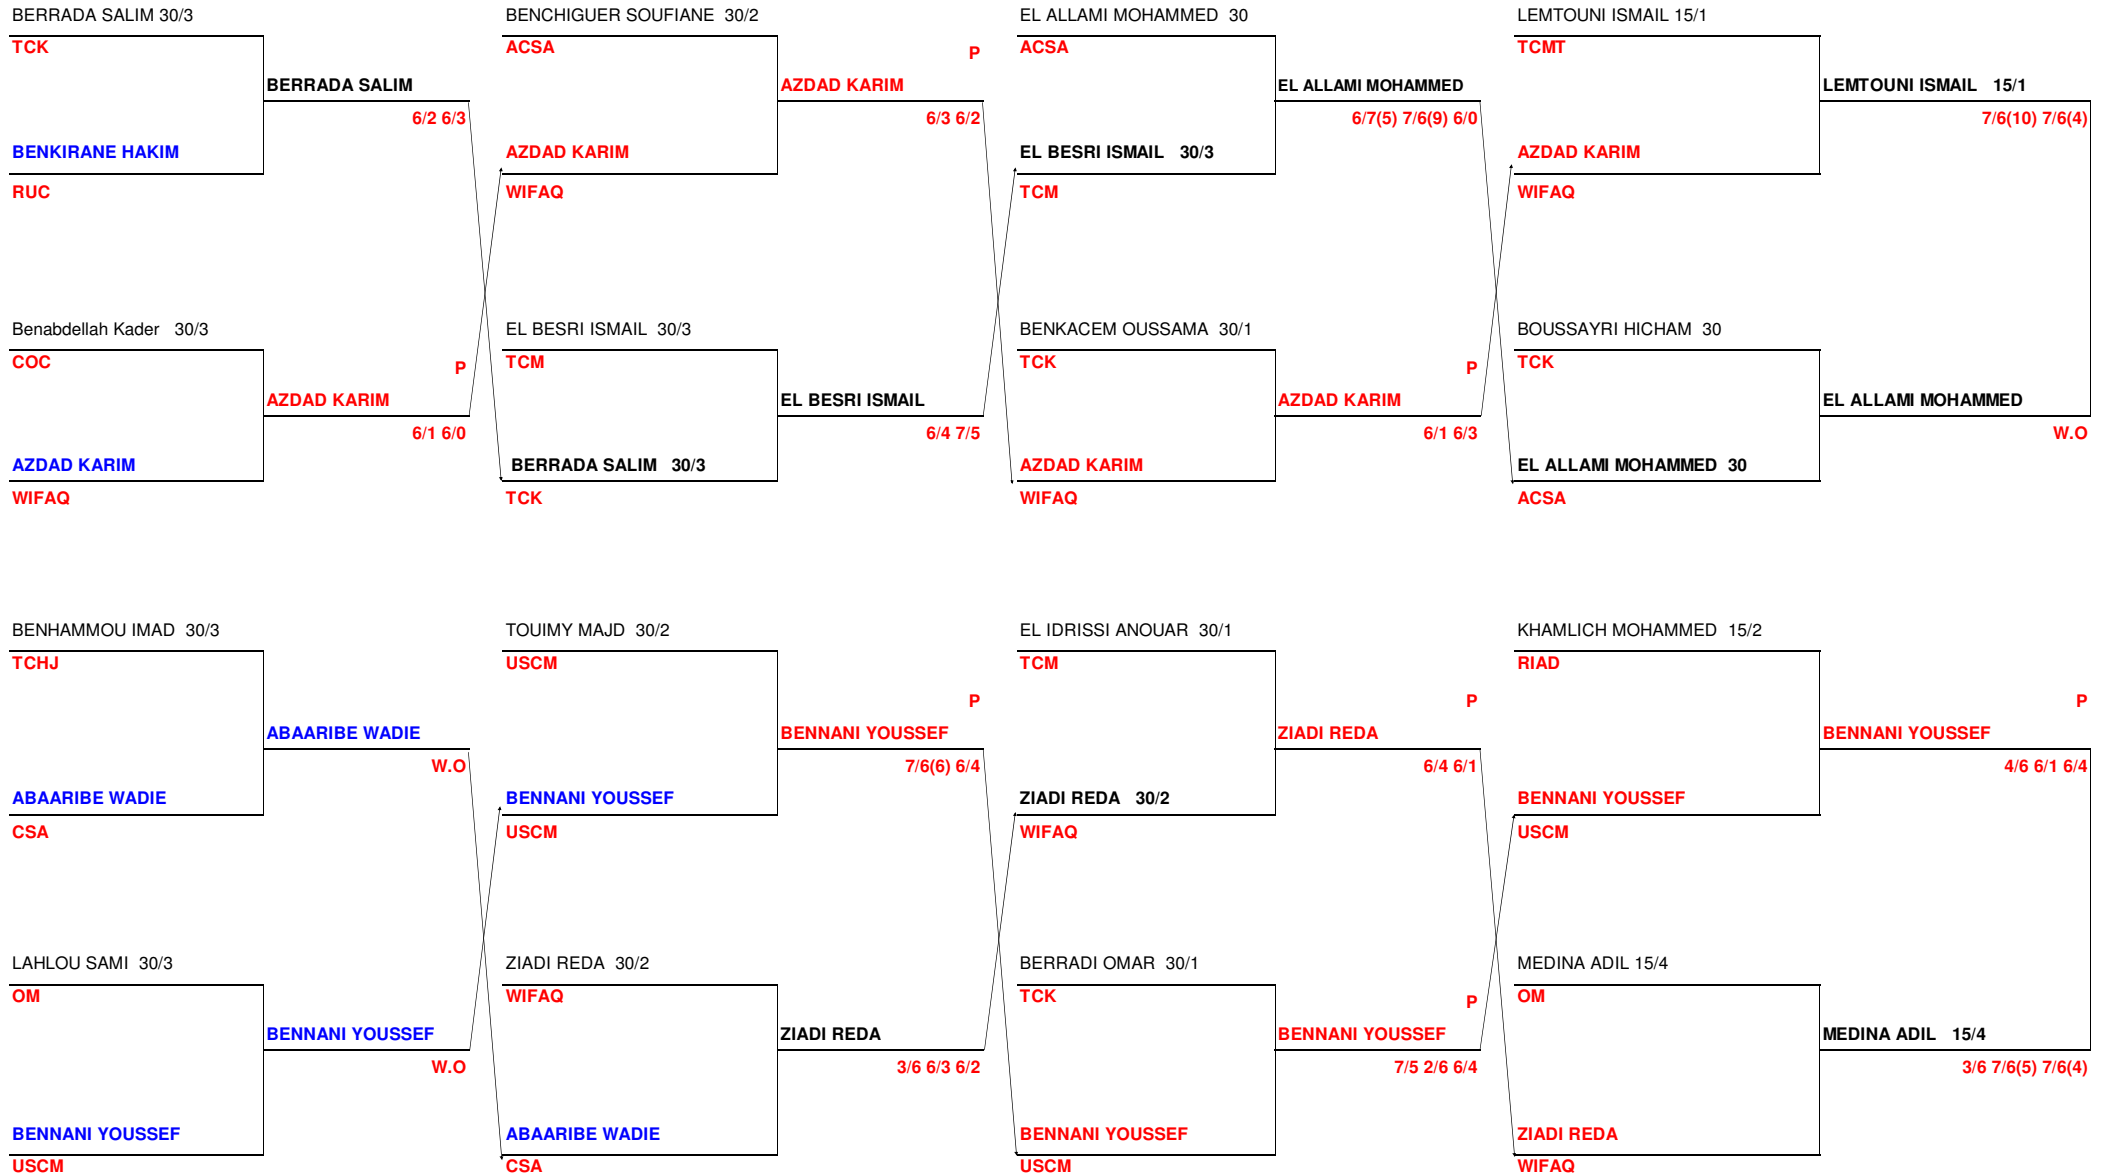 BERRADA SALIM 30/3
BENCHIGUER SOUFIANE 30/2
EL ALLAMI MOHAMMED 30
LEMTOUNI ISMAIL 15/1
TCK
ACSA
P
ACSA
TCMT
BERRADA SALIM
AZDAD KARIM
EL ALLAMI MOHAMMED
LEMTOUNI ISMAIL 15/1
6/2 6/3
6/3 6/2
6/7(5) 7/6(9) 6/0
7/6(10) 7/6(4)
BENKIRANE HAKIM
AZDAD KARIM
EL BESRI ISMAIL 30/3
AZDAD KARIM
RUC
WIFAQ
TCM
WIFAQ
Benabdellah Kader 30/3
EL BESRI ISMAIL 30/3
BENKACEM OUSSAMA 30/1
BOUSSAYRI HICHAM 30
COC
P
TCM
TCK
P
TCK
AZDAD KARIM
EL BESRI ISMAIL
AZDAD KARIM
EL ALLAMI MOHAMMED
6/1 6/0
6/4 7/5
6/1 6/3
W.O
AZDAD KARIM
BERRADA SALIM 30/3
AZDAD KARIM
EL ALLAMI MOHAMMED 30
WIFAQ
TCK
WIFAQ
ACSA
BENHAMMOU IMAD 30/3
TOUIMY MAJD 30/2
EL IDRISSI ANOUAR 30/1
KHAMLICH MOHAMMED 15/2
TCHJ
USCM
TCM
RIAD
P
P
P
ABAARIBE WADIE
BENNANI YOUSSEF
ZIADI REDA
BENNANI YOUSSEF
W.O
7/6(6) 6/4
6/4 6/1
4/6 6/1 6/4
ABAARIBE WADIE
BENNANI YOUSSEF
ZIADI REDA 30/2
BENNANI YOUSSEF
CSA
USCM
WIFAQ
USCM
LAHLOU SAMI 30/3
ZIADI REDA 30/2
BERRADI OMAR 30/1
MEDINA ADIL 15/4
OM
WIFAQ
TCK
P
OM
BENNANI YOUSSEF
ZIADI REDA
BENNANI YOUSSEF
MEDINA ADIL 15/4
W.O
3/6 6/3 6/2
7/5 2/6 6/4
3/6 7/6(5) 7/6(4)
BENNANI YOUSSEF
ABAARIBE WADIE
BENNANI YOUSSEF
ZIADI REDA
USCM
CSA
USCM
WIFAQ